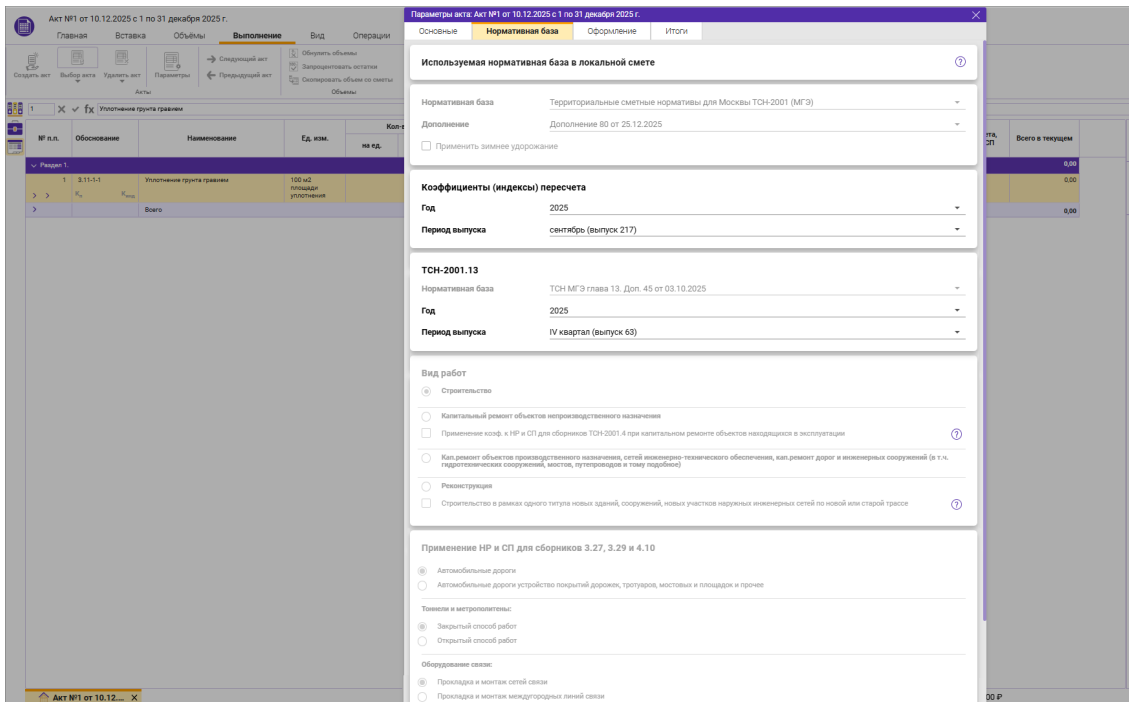 Акт №1 от 10.12.2025 с 1 по 31 декабря 2025 г.
Главная Вставка Объёмы Выполнение Вид Операции
Создать акт Выбор акта Удалить акт Параметры
Следующий акт
Предыдущий акт
Обнулить объемы
Запроцентовать остатки
Скопировать объем со сметы
Акты Объемы
1 fx Уплотнение грунта гравием
№ п.п. Обоснование Наименование Ед. изм. Кол-в
на ед.
ета,
СП
Всего в текущем
Раздел 1. 0,00
1 3.11-1-1 Уплотнение грунта гравием 100 м2 площади уплотнения 0,00
Всего 0,00
Акт №1 от 10.12.... X
00 ₽
Параметры акта: Акт №1 от 10.12.2025 с 1 по 31 декабря 2025 г.
Основные Нормативная база Оформление Итоги
Используемая нормативная база в локальной смете ?
Нормативная база Территориальные сметные нормативы для Москвы ТСН-2001 (МГЭ)
Дополнение Дополнение 80 от 25.12.2025
Применить зимнее удорожание
Коэффициенты (индексы) пересчета
Год 2025
Период выпуска сентябрь (выпуск 217)
ТСН-2001.13
Нормативная база ТСН МГЭ глава 13. Доп. 45 от 03.10.2025
Год 2025
Период выпуска IV квартал (выпуск 63)
Вид работ
Строительство
Капитальный ремонт объектов непроизводственного назначения
Применение коэф. к НР и СП для сборников ТСН-2001.4 при капитальном ремонте объектов находящихся в эксплуатации ?
Кап.ремонт объектов производственного назначения, сетей инженерно-технического обеспечения, кап.ремонт дорог и инженерных сооружений (в т.ч.
гидротехнических сооружений, мостов, путепроводов и тому подобное)
Реконструкция
Строительство в рамках одного титула новых зданий, сооружений, новых участков наружных инженерных сетей по новой или старой трассе ?
Применение НР и СП для сборников 3.27, 3.29 и 4.10
Автомобильные дороги
Автомобильные дороги устройство покрытий дорожек, тротуаров, мостовых и площадок и прочее
Тоннели и метрополитены:
Закрытый способ работ
Открытый способ работ
Оборудование связи:
Прокладка и монтаж сетей связи
Прокладка и монтаж междугородных линий связи